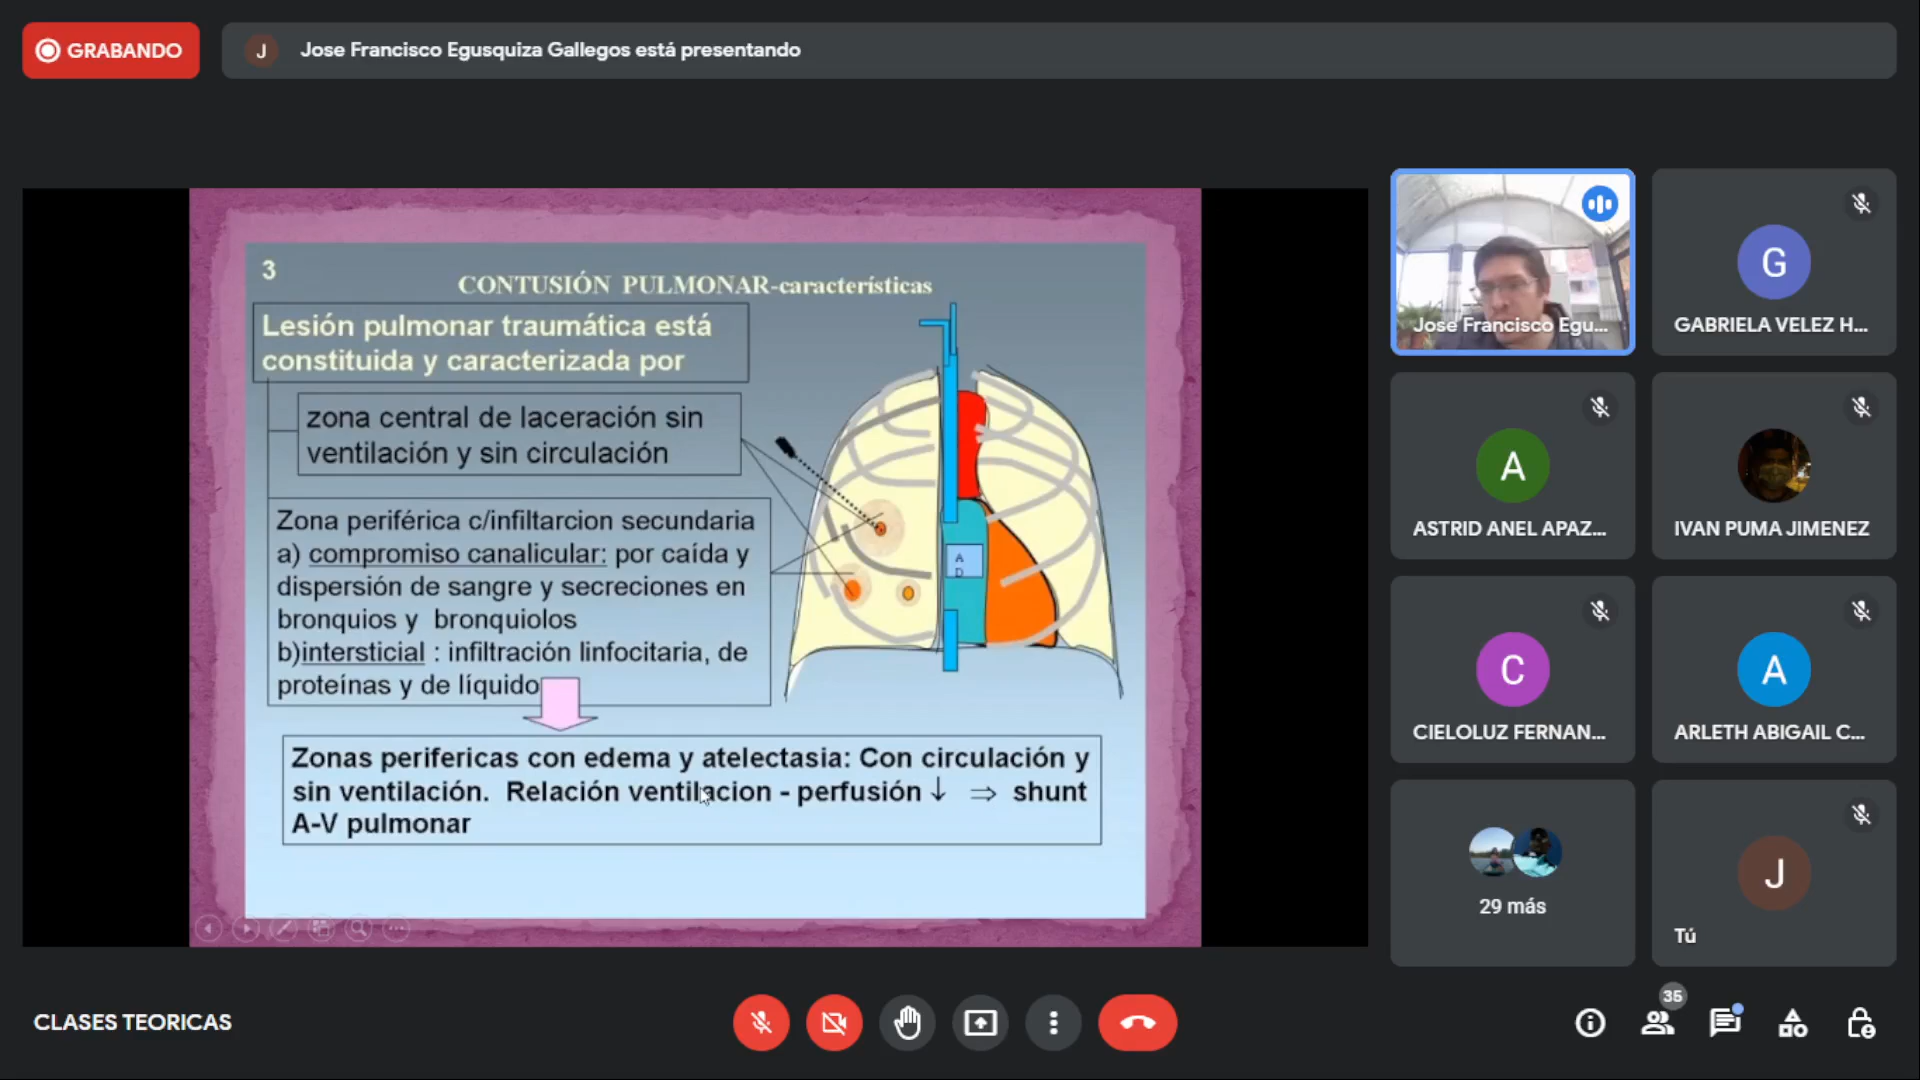 GRABANDO
J
Jose Francisco Egusquiza Gallegos está presentando
3
CONTUSIÓN PULMONAR-características
Lesión pulmonar traumática está
constituida y caracterizada por
zona central de laceración sin
ventilación y sin circulación
Zona periférica c/infiltarcion secundaria
a) compromiso canalicular: por caída y
dispersión de sangre y secreciones en
bronquios y bronquiolos
b)intersticial : infiltración linfocitaria, de
proteínas y de líquido
A
D
Zonas perifericas con edema y atelectasia: Con circulación y
sin ventilación. Relación ventilacion - perfusión ↓ ⇒ shunt
A-V pulmonar
Jose Francisco Egu...
G
GABRIELA VELEZ H...
A
ASTRID ANEL APAZ...
IVAN PUMA JIMENEZ
C
CIELOLUZ FERNAN...
A
ARLETH ABIGAIL C...
29 más
J
Tú
CLASES TEORICAS
35